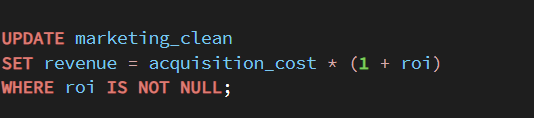 UPDATE marketing_clean
SET revenue = acquisition_cost * (1 + roi)
WHERE roi IS NOT NULL;